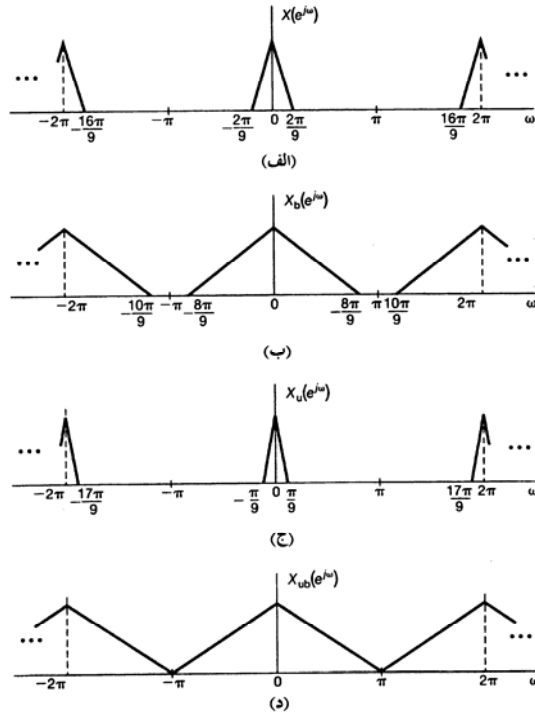 X(e^{jω})
... ...
-2π -16π/9 -π -2π/9 0 2π/9 π 16π/9 2π ω
(الف)
X_b(e^{jω})
... ...
-2π -10π/9 -π -8π/9 0 -8π/9 π 10π/9 2π ω
(ب)
X_u(e^{jω})
... ...
-2π -17π/9 -π -π/9 0 π/9 π 17π/9 2π ω
(ج)
X_{ub}(e^{jω})
... ...
-2π -π 0 π 2π ω
(د)